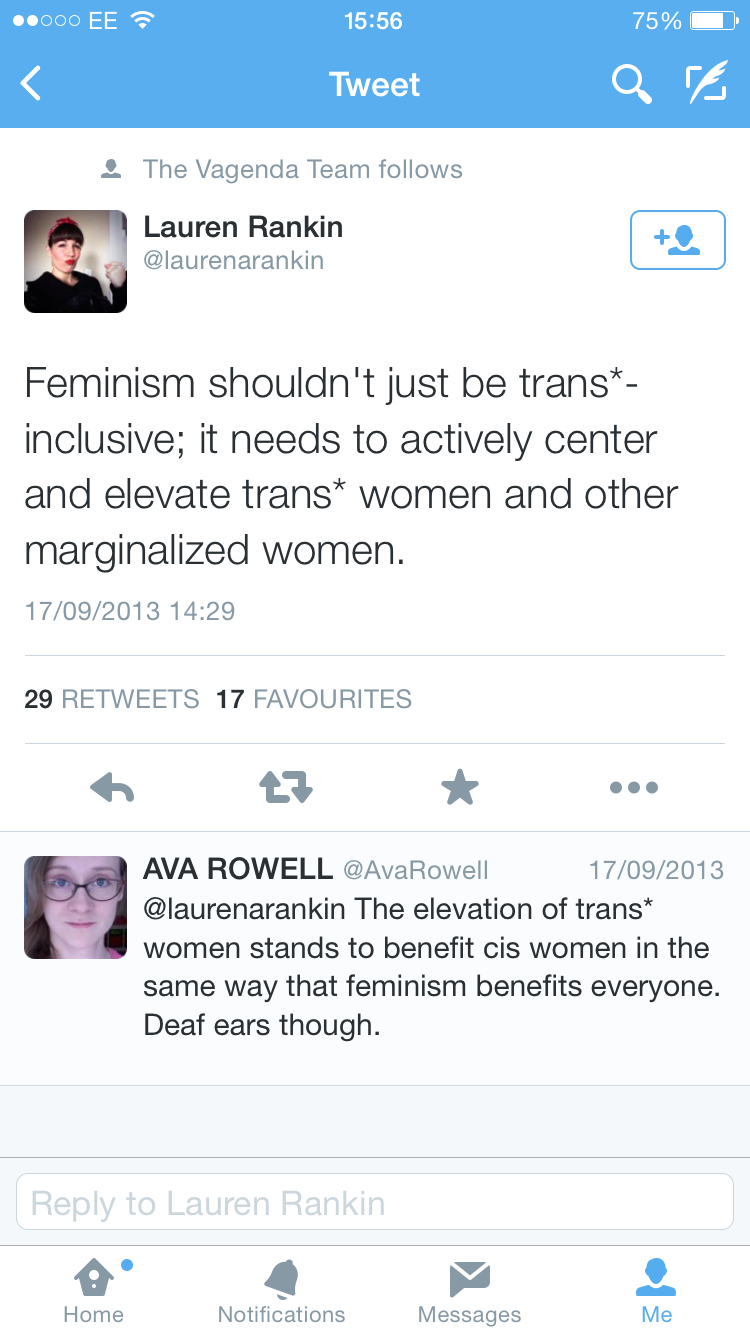 EE 15:56 75%
Tweet
The Vagenda Team follows
Lauren Rankin
@laurenarankin
Feminism shouldn't just be trans*-
inclusive; it needs to actively center
and elevate trans* women and other
marginalized women.
17/09/2013 14:29
29 RETWEETS 17 FAVOURITES
AVA ROWELL @AvaRowell 17/09/2013
@laurenarankin The elevation of trans*
women stands to benefit cis women in the
same way that feminism benefits everyone.
Deaf ears though.
Reply to Lauren Rankin
Home Notifications Messages Me